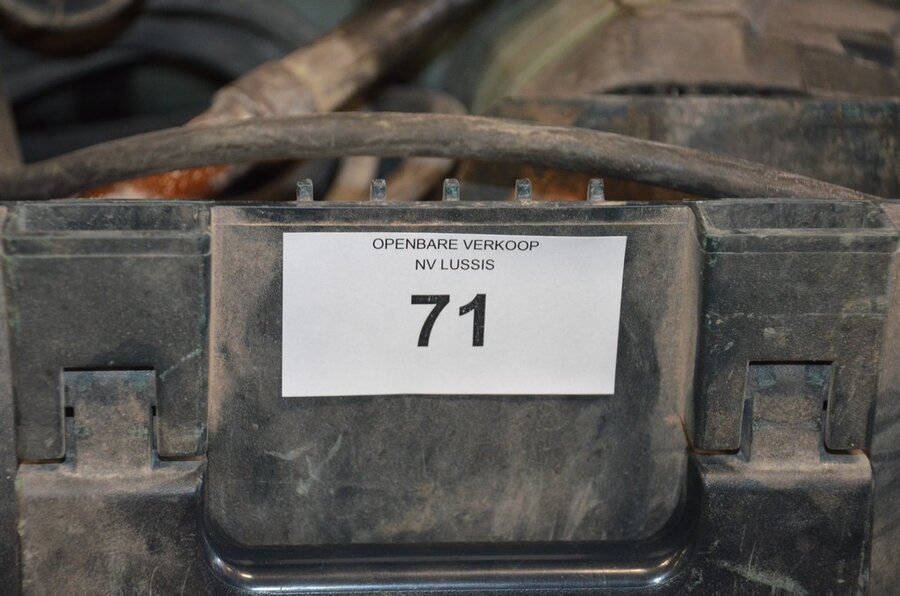 OPENBARE VERKOOP
NV LUSSIS
71